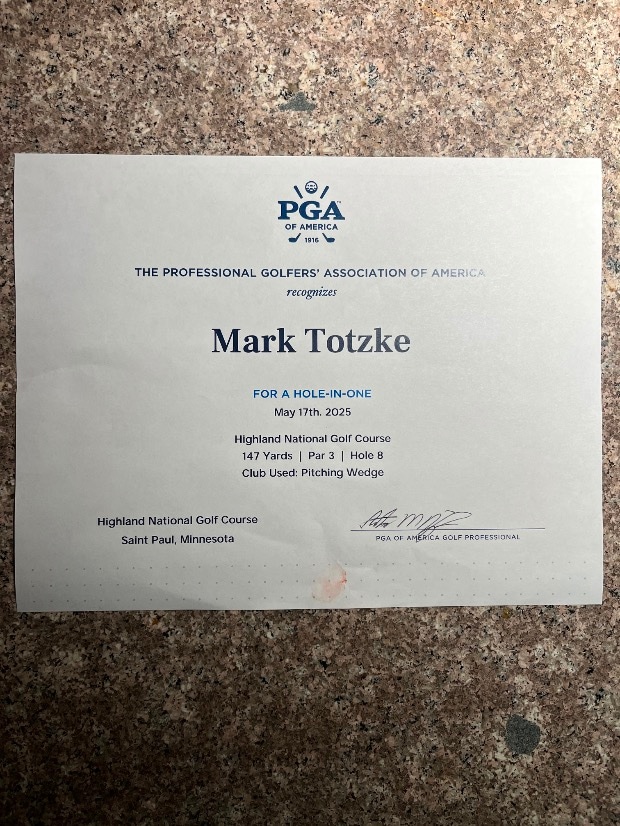 PGA
OF AMERICA
1916
THE PROFESSIONAL GOLFERS' ASSOCIATION OF AMERICA
recognizes
Mark Totzke
FOR A HOLE-IN-ONE
May 17th. 2025
Highland National Golf Course
147 Yards | Par 3 | Hole 8
Club Used: Pitching Wedge
Highland National Golf Course
Saint Paul, Minnesota
PGA OF AMERICA GOLF PROFESSIONAL